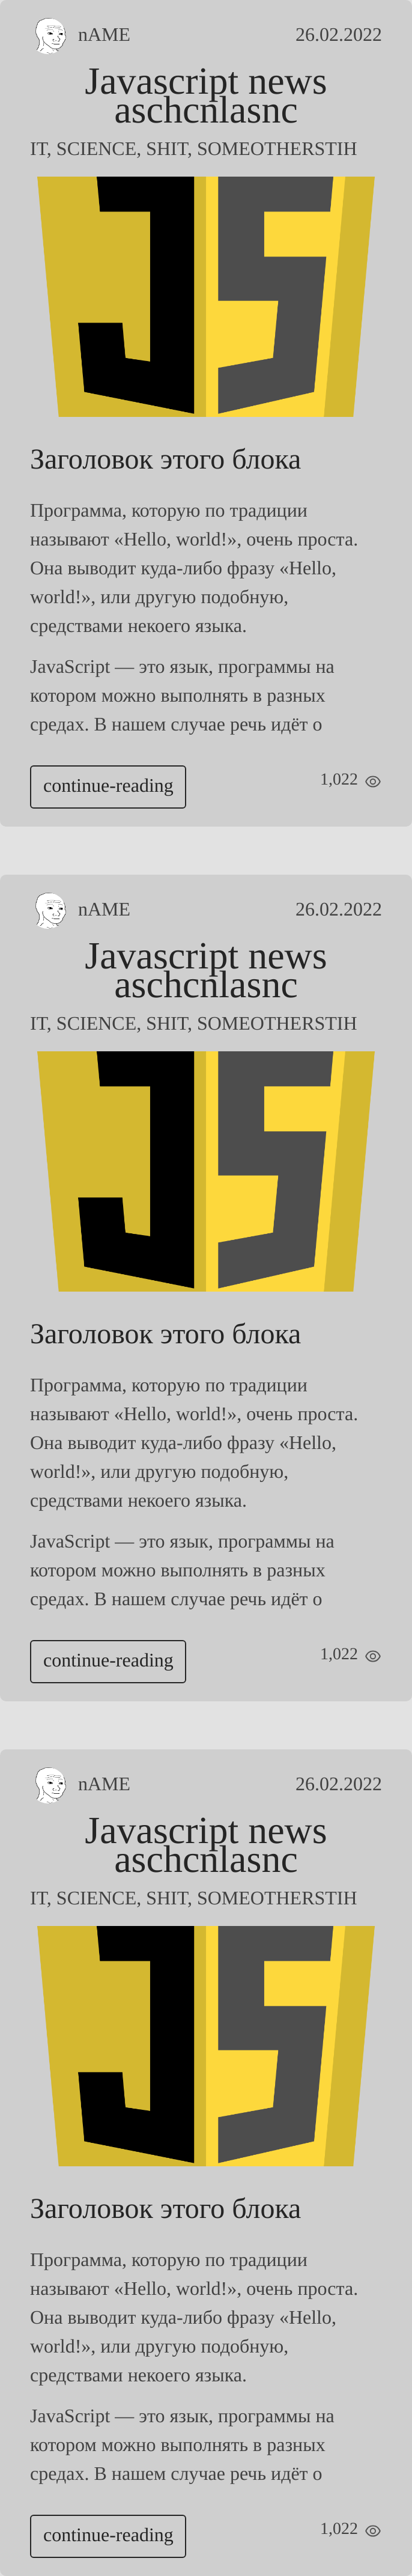 nAME 26.02.2022
Javascript news
aschcnlasnc
IT, SCIENCE, SHIT, SOMEOTHERSTIH
JS
Заголовок этого блока
Программа, которую по традиции
называют «Hello, world!», очень проста.
Она выводит куда-либо фразу «Hello,
world!», или другую подобную,
средствами некоего языка.
JavaScript — это язык, программы на
котором можно выполнять в разных
средах. В нашем случае речь идёт о
continue-reading 1,022
nAME 26.02.2022
Javascript news
aschcnlasnc
IT, SCIENCE, SHIT, SOMEOTHERSTIH
JS
Заголовок этого блока
Программа, которую по традиции
называют «Hello, world!», очень проста.
Она выводит куда-либо фразу «Hello,
world!», или другую подобную,
средствами некоего языка.
JavaScript — это язык, программы на
котором можно выполнять в разных
средах. В нашем случае речь идёт о
continue-reading 1,022
nAME 26.02.2022
Javascript news
aschcnlasnc
IT, SCIENCE, SHIT, SOMEOTHERSTIH
JS
Заголовок этого блока
Программа, которую по традиции
называют «Hello, world!», очень проста.
Она выводит куда-либо фразу «Hello,
world!», или другую подобную,
средствами некоего языка.
JavaScript — это язык, программы на
котором можно выполнять в разных
средах. В нашем случае речь идёт о
continue-reading 1,022